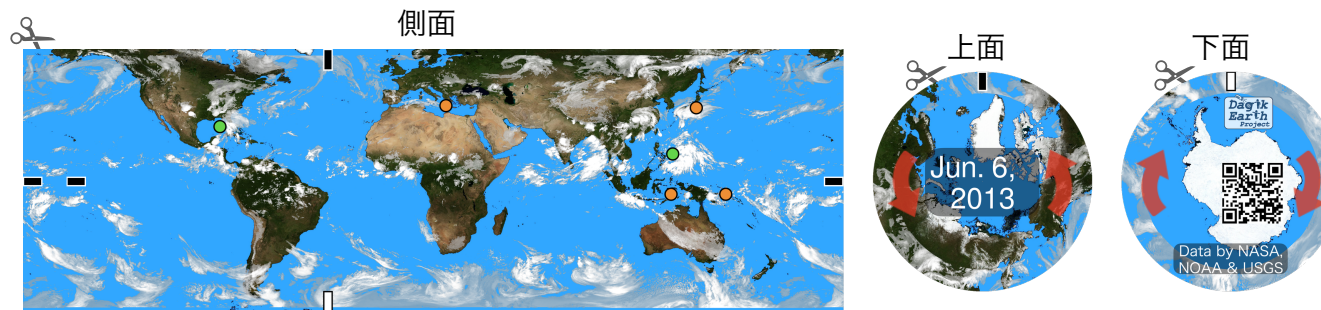 側面
上面
下面
Jun. 6,
2013
Dagik
Earth
Project
Data by NASA,
NOAA & USGS